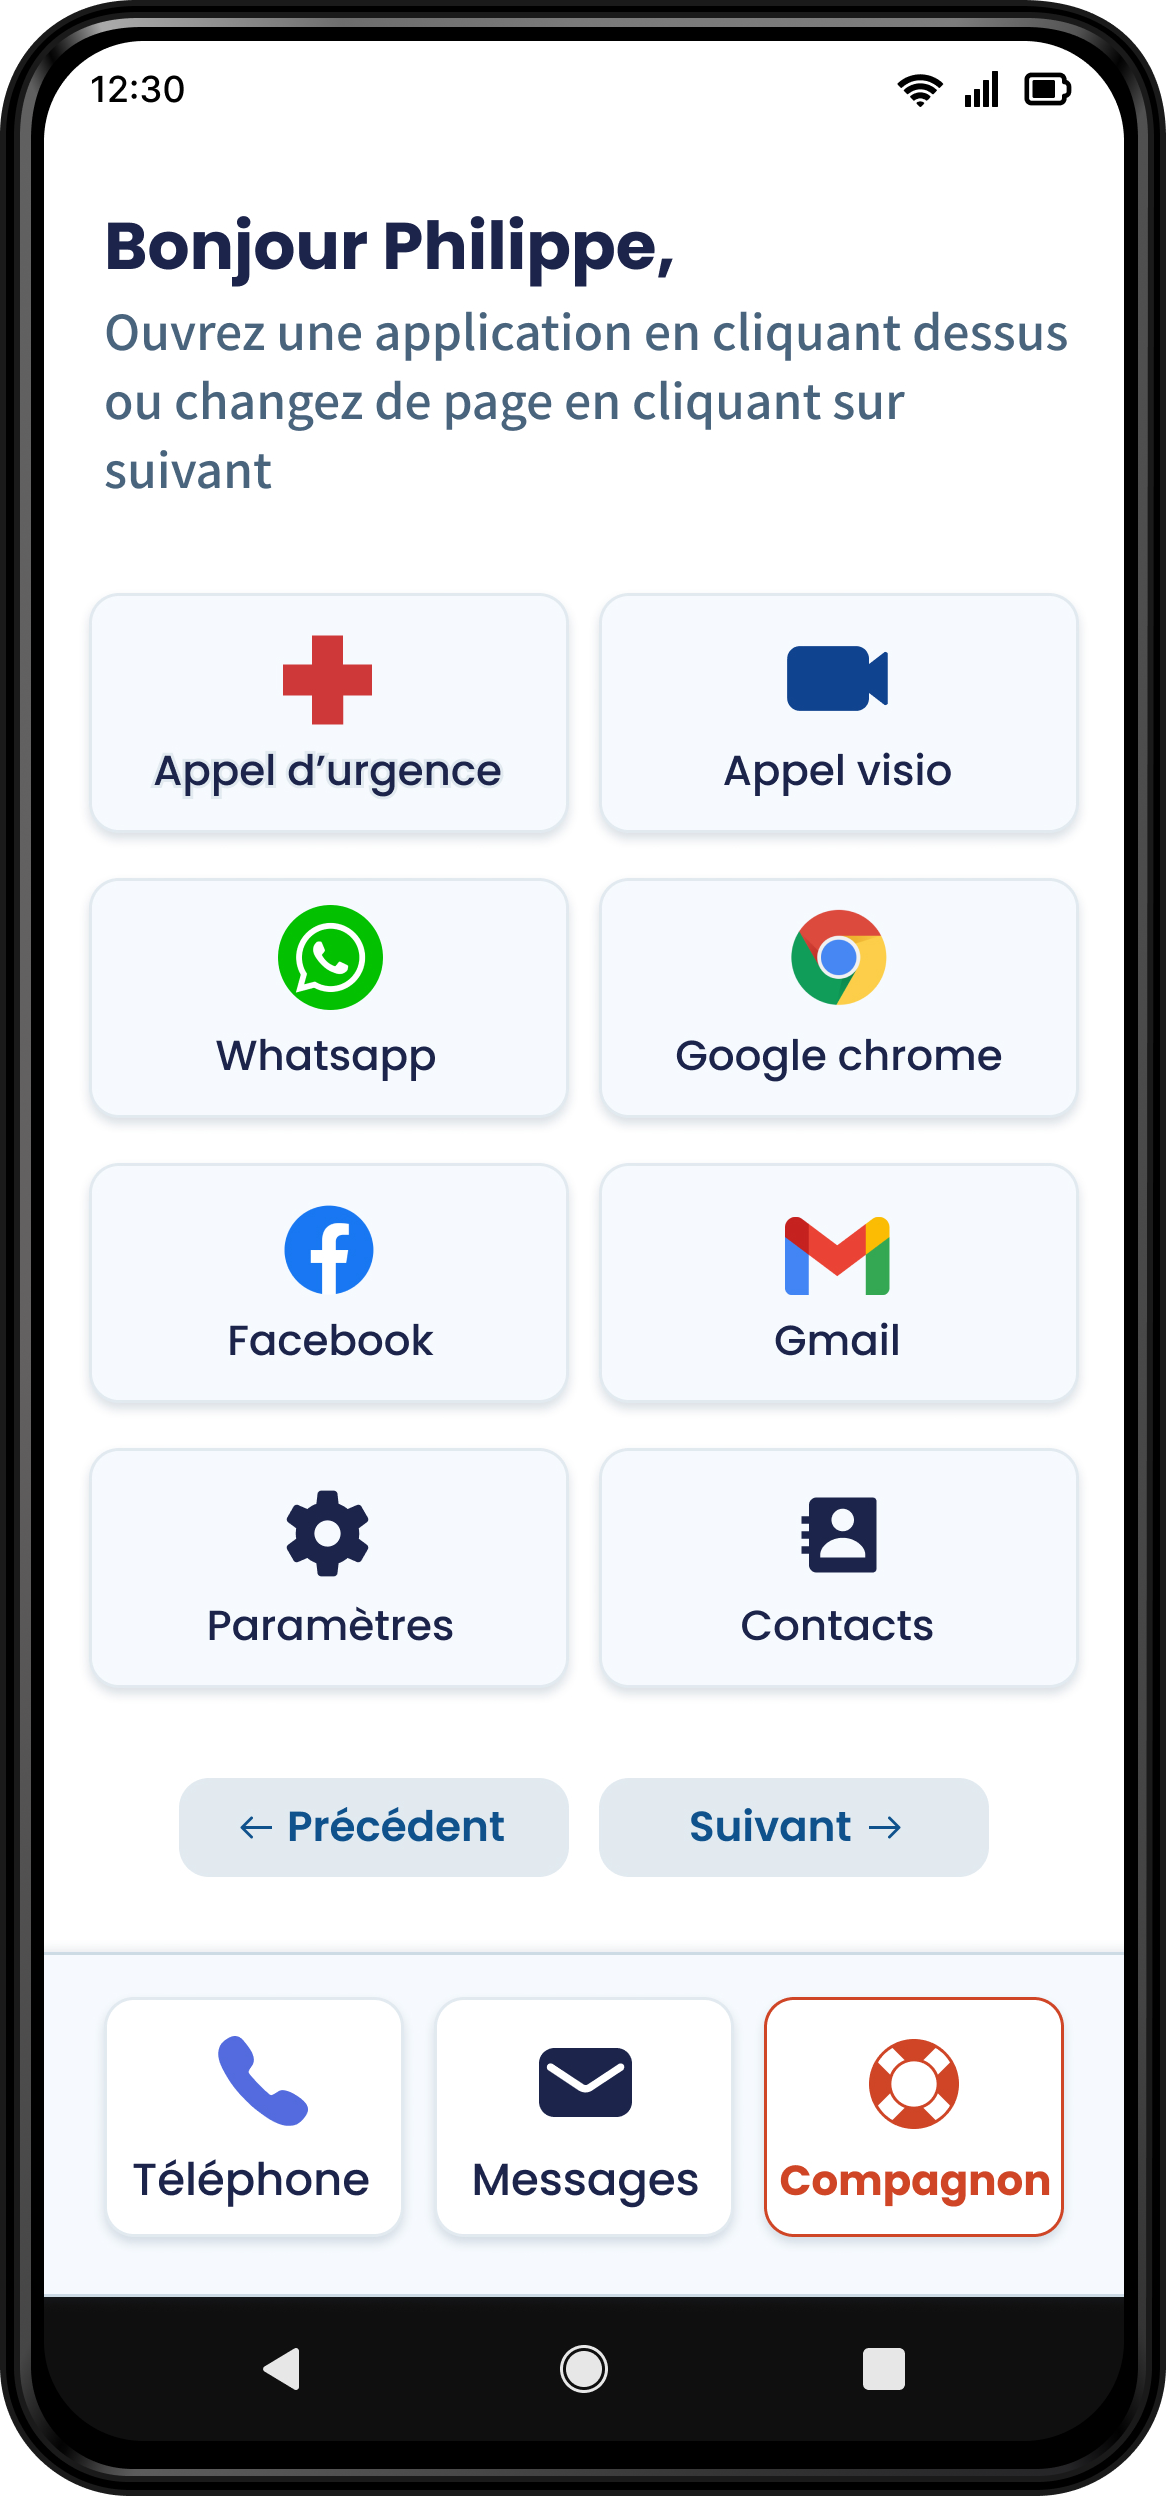 12:30
Bonjour Philippe,
Ouvrez une application en cliquant dessus
ou changez de page en cliquant sur
suivant
Appel d’urgence
Appel visio
Whatsapp
Google chrome
Facebook
Gmail
Paramètres
Contacts
← Précédent
Suivant →
Téléphone
Messages
Compagnon